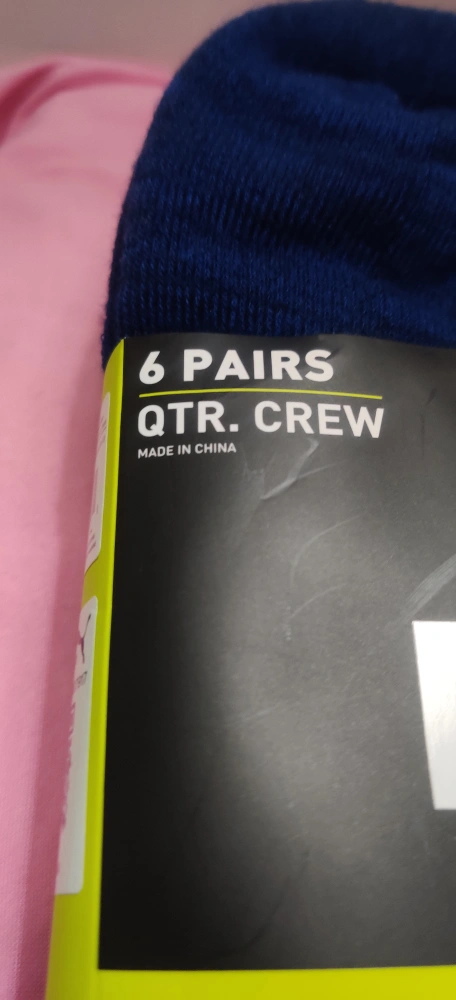 6 PAIRS
QTR. CREW
MADE IN CHINA